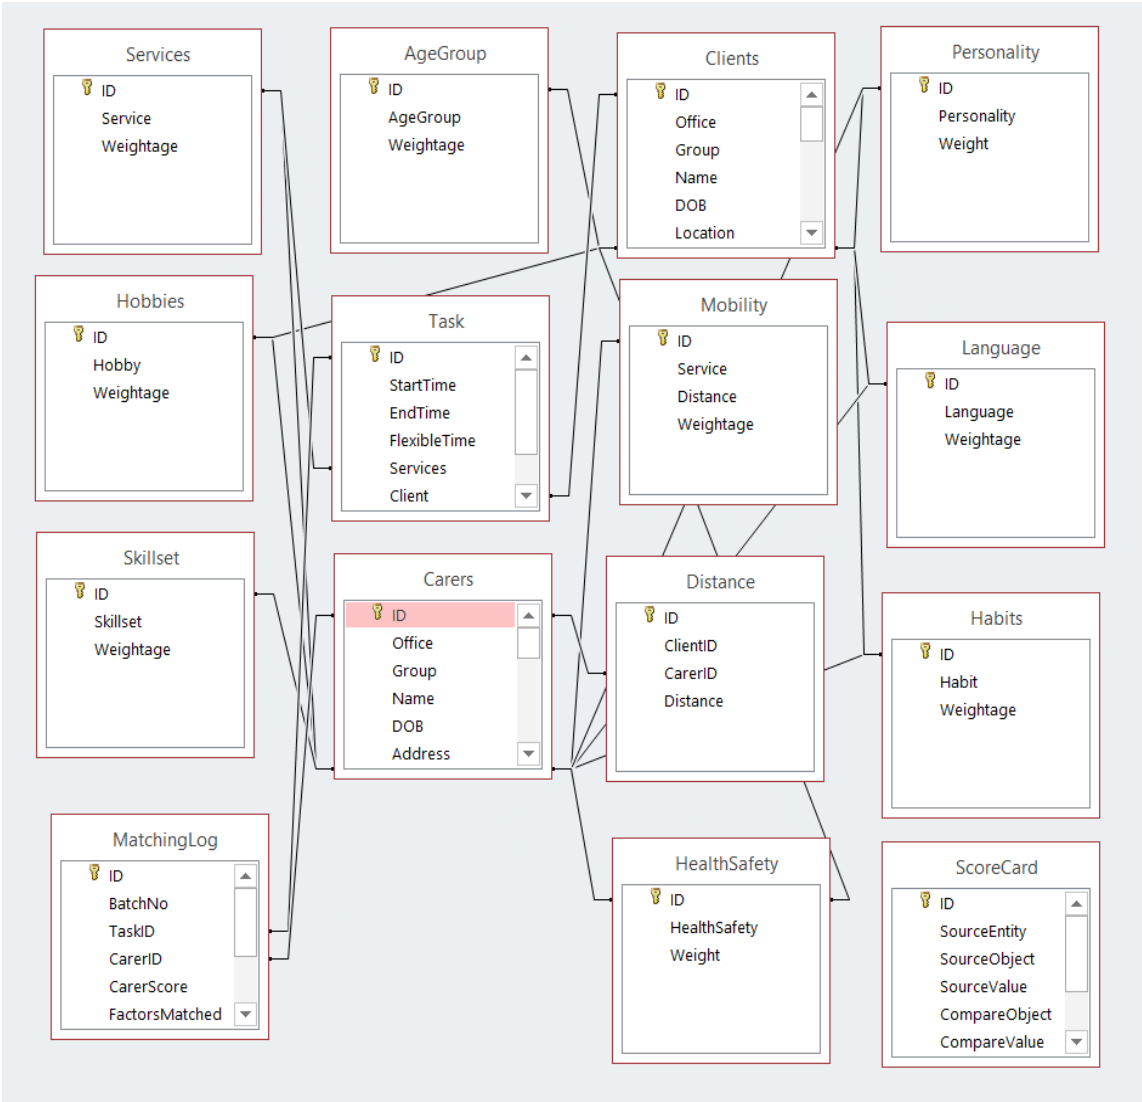 Services
ID
Service
Weightage
AgeGroup
ID
AgeGroup
Weightage
Clients
ID
Office
Group
Name
DOB
Location
Personality
ID
Personality
Weight
Hobbies
ID
Hobby
Weightage
Task
ID
StartTime
EndTime
FlexibleTime
Services
Client
Mobility
ID
Service
Distance
Weightage
Language
ID
Language
Weightage
Skillset
ID
Skillset
Weightage
Carers
ID
Office
Group
Name
DOB
Address
Distance
ID
ClientID
CarerID
Distance
Habits
ID
Habit
Weightage
MatchingLog
ID
BatchNo
TaskID
CarerID
CarerScore
FactorsMatched
HealthSafety
ID
HealthSafety
Weight
ScoreCard
ID
SourceEntity
SourceObject
SourceValue
CompareObject
CompareValue